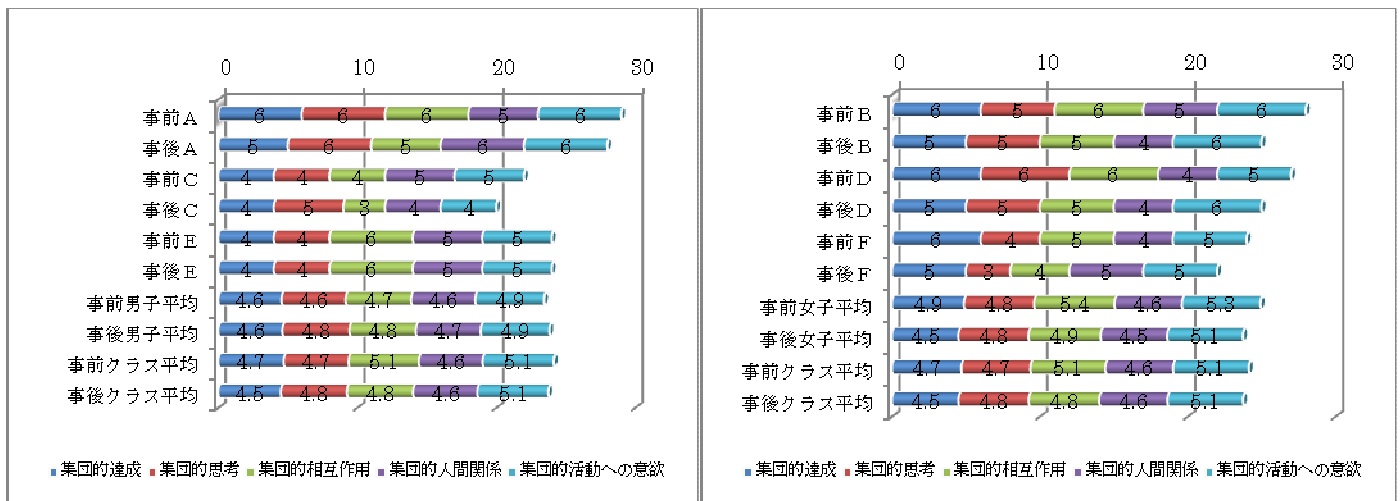 0 10 20 30
事前A 6 6 6 5 6
事後A 5 6 5 6 6
事前C 4 4 4 5 5
事後C 4 5 3 4 4
事前E 4 4 6 5 5
事後E 4 4 6 5 5
事前男子平均 4.6 4.6 4.7 4.6 4.9
事後男子平均 4.6 4.8 4.8 4.7 4.9
事前クラス平均 4.7 4.7 5.1 4.6 5.1
事後クラス平均 4.5 4.8 4.8 4.6 5.1
集団的達成 集団的思考 集団的相互作用 集団的人間関係 集団的活動への意欲
0 10 20 30
事前B 6 5 6 5 6
事後B 5 5 5 4 6
事前D 6 6 6 4 5
事後D 5 5 5 4 6
事前F 6 4 5 4 5
事後F 5 3 4 5 5
事前女子平均 4.9 4.8 5.4 4.6 5.3
事後女子平均 4.5 4.8 4.9 4.5 5.1
事前クラス平均 4.7 4.7 5.1 4.6 5.1
事後クラス平均 4.5 4.8 4.8 4.6 5.1
集団的達成 集団的思考 集団的相互作用 集団的人間関係 集団的活動への意欲